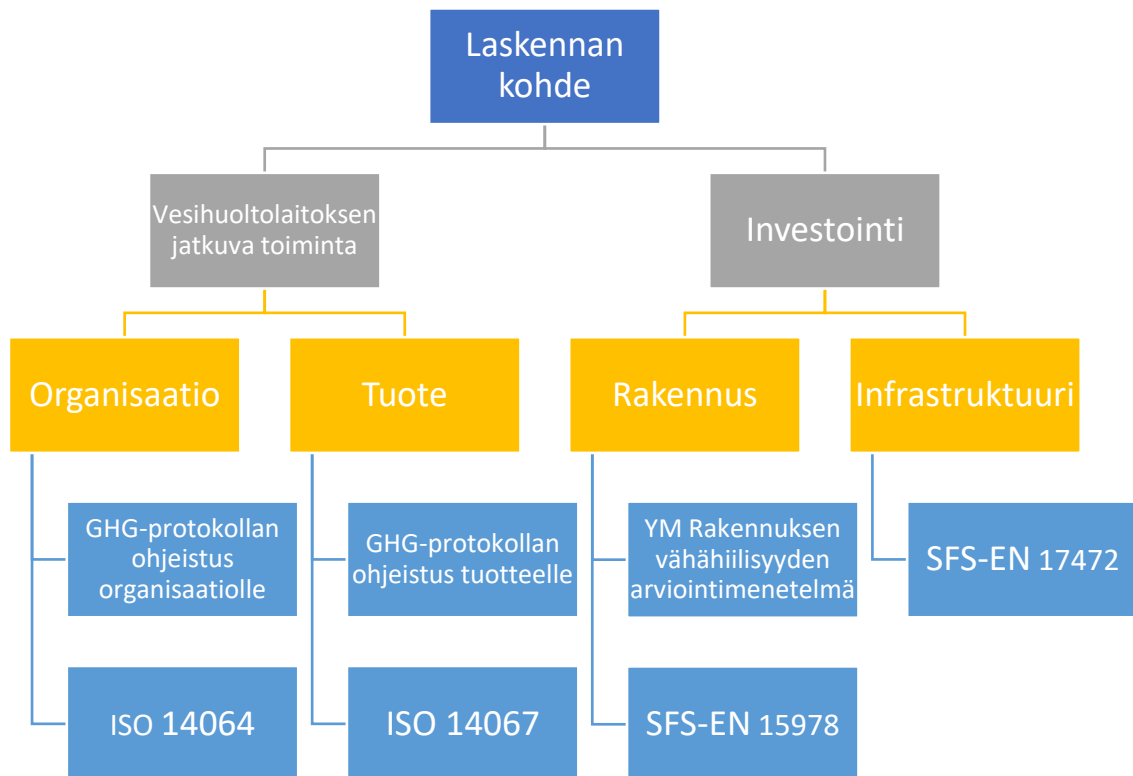 Laskennan
kohde
Vesihuoltolaitoksen
jatkuva toiminta
Investointi
Organisaatio
Tuote
Rakennus
Infrastruktuuri
GHG-protokollan
ohjeistus
organisaatiolle
GHG-protokollan
ohjeistus tuotteelle
YM Rakennuksen
vähähiilisyyden
arviointimenetelmä
SFS-EN 17472
ISO 14064
ISO 14067
SFS-EN 15978